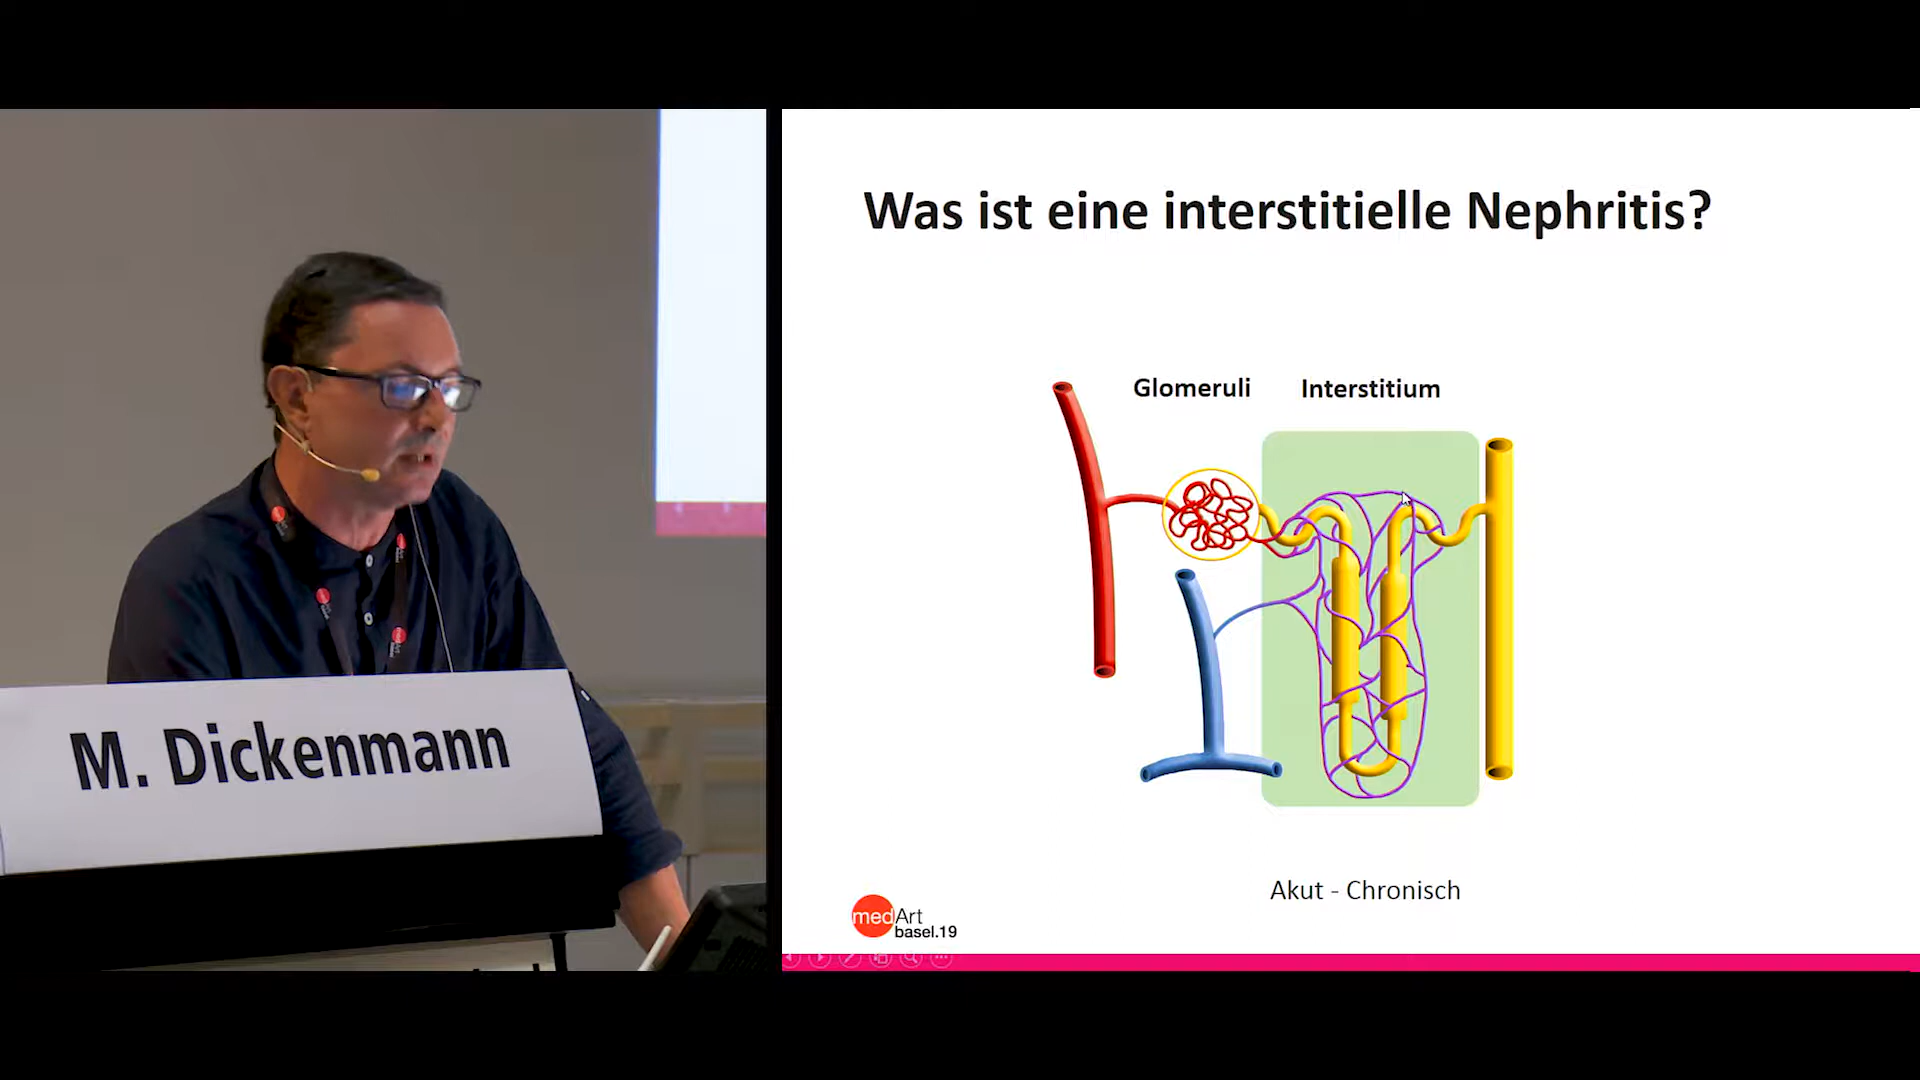 M. Dickenmann
Was ist eine interstitielle Nephritis?
Glomeruli
Interstitium
Akut - Chronisch
medArt
basel.19